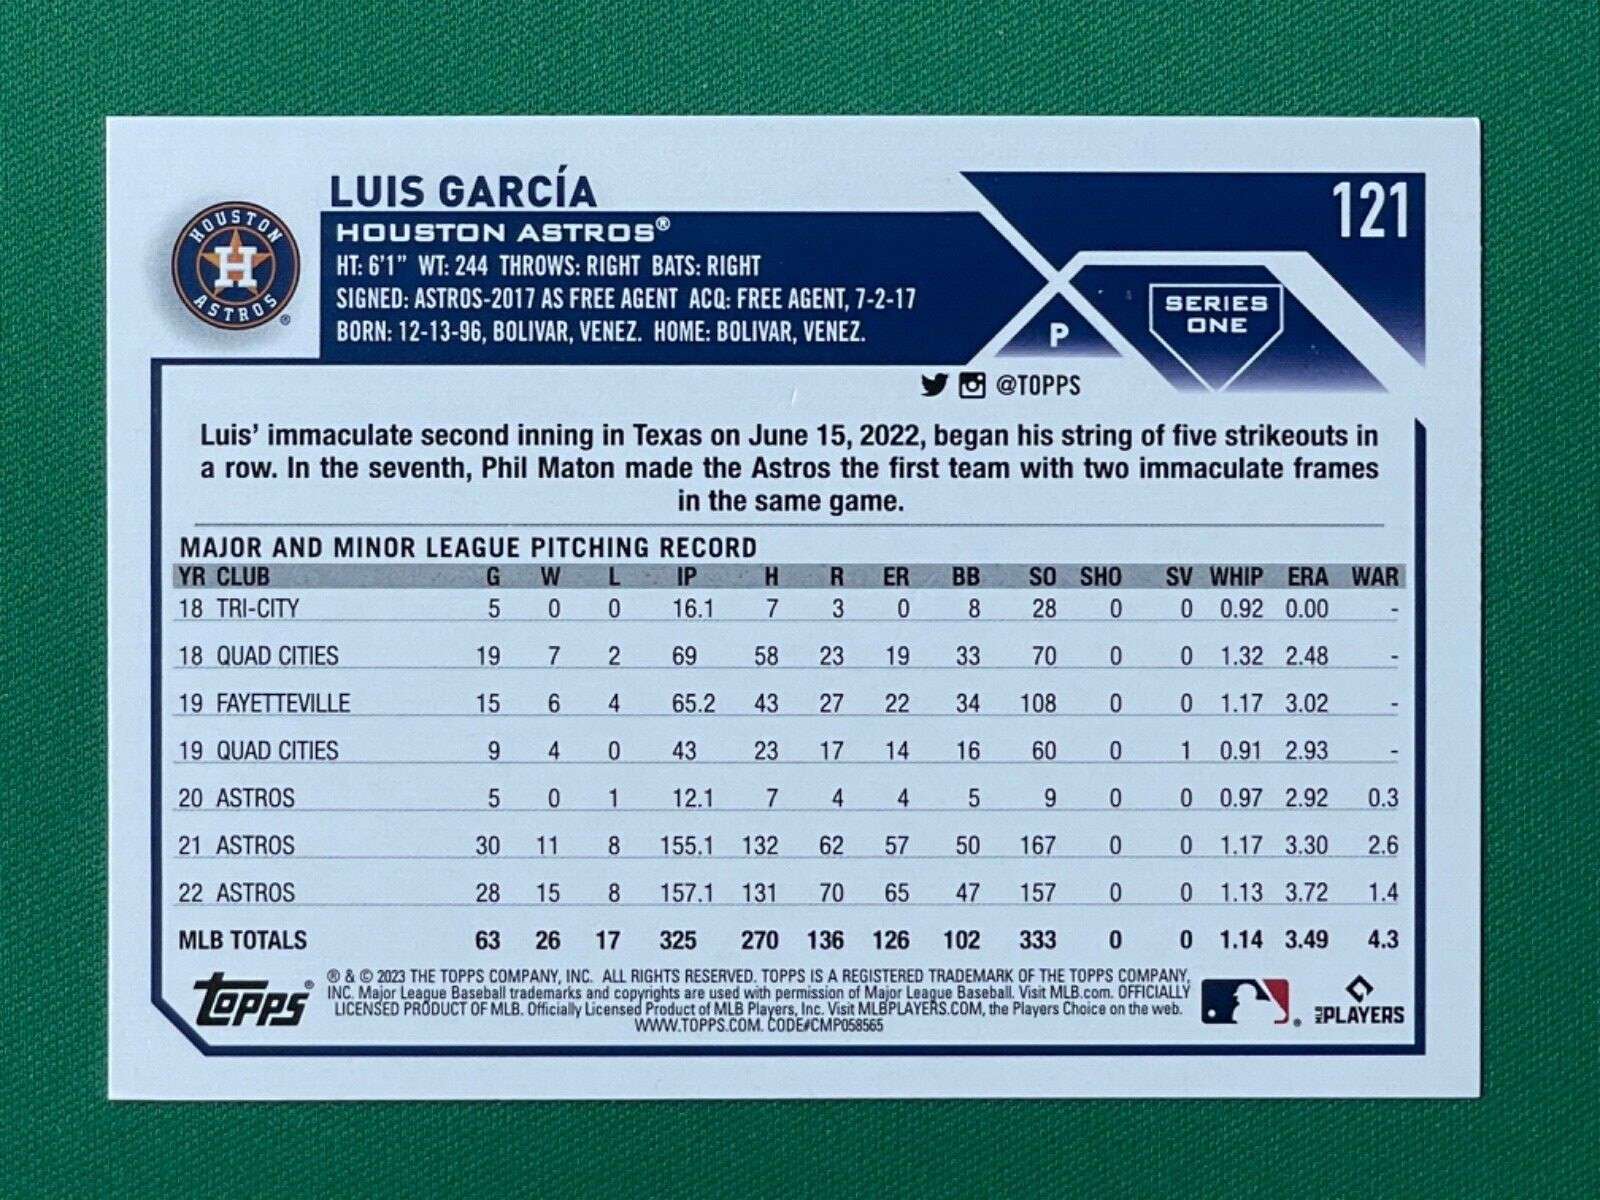 LUIS GARCÍA
121
HOUSTON ASTROS
HOUSTON ASTROS®
HT: 6'1" WT: 244 THROWS: RIGHT BATS: RIGHT
SIGNED: ASTROS-2017 AS FREE AGENT ACQ: FREE AGENT, 7-2-17
BORN: 12-13-96, BOLIVAR, VENEZ. HOME: BOLIVAR, VENEZ.
P
SERIES
ONE
H
®
@TOPPS
Luis' immaculate second inning in Texas on June 15, 2022, began his string of five strikeouts in
a row. In the seventh, Phil Maton made the Astros the first team with two immaculate frames
in the same game.
MAJOR AND MINOR LEAGUE PITCHING RECORD
YR CLUB G W L IP H R ER BB SO SHO SV WHIP ERA WAR
18 TRI-CITY 5 0 0 16.1 7 3 0 8 28 0 0 0.92 0.00 -
18 QUAD CITIES 19 7 2 69 58 23 19 33 70 0 0 1.32 2.48 -
19 FAYETTEVILLE 15 6 4 65.2 43 27 22 34 108 0 0 1.17 3.02 -
19 QUAD CITIES 9 4 0 43 23 17 14 16 60 0 1 0.91 2.93 -
20 ASTROS 5 0 1 12.1 7 4 4 5 9 0 0 0.97 2.92 0.3
21 ASTROS 30 11 8 155.1 132 62 57 50 167 0 0 1.17 3.30 2.6
22 ASTROS 28 15 8 157.1 131 70 65 47 157 0 0 1.13 3.72 1.4
MLB TOTALS 63 26 17 325 270 136 126 102 333 0 0 1.14 3.49 4.3
topps®
® & © 2023 THE TOPPS COMPANY, INC. ALL RIGHTS RESERVED. TOPPS IS A REGISTERED TRADEMARK OF THE TOPPS COMPANY,
INC. Major League Baseball trademarks and copyrights are used with permission of Major League Baseball. Visit MLB.com. OFFICIALLY
LICENSED PRODUCT OF MLB. Officially Licensed Product of MLB Players, Inc. Visit MLBPLAYERS.COM, the Players Choice on the web.
WWW.TOPPS.COM. CODE#CMP058565
®
MLB PLAYERS